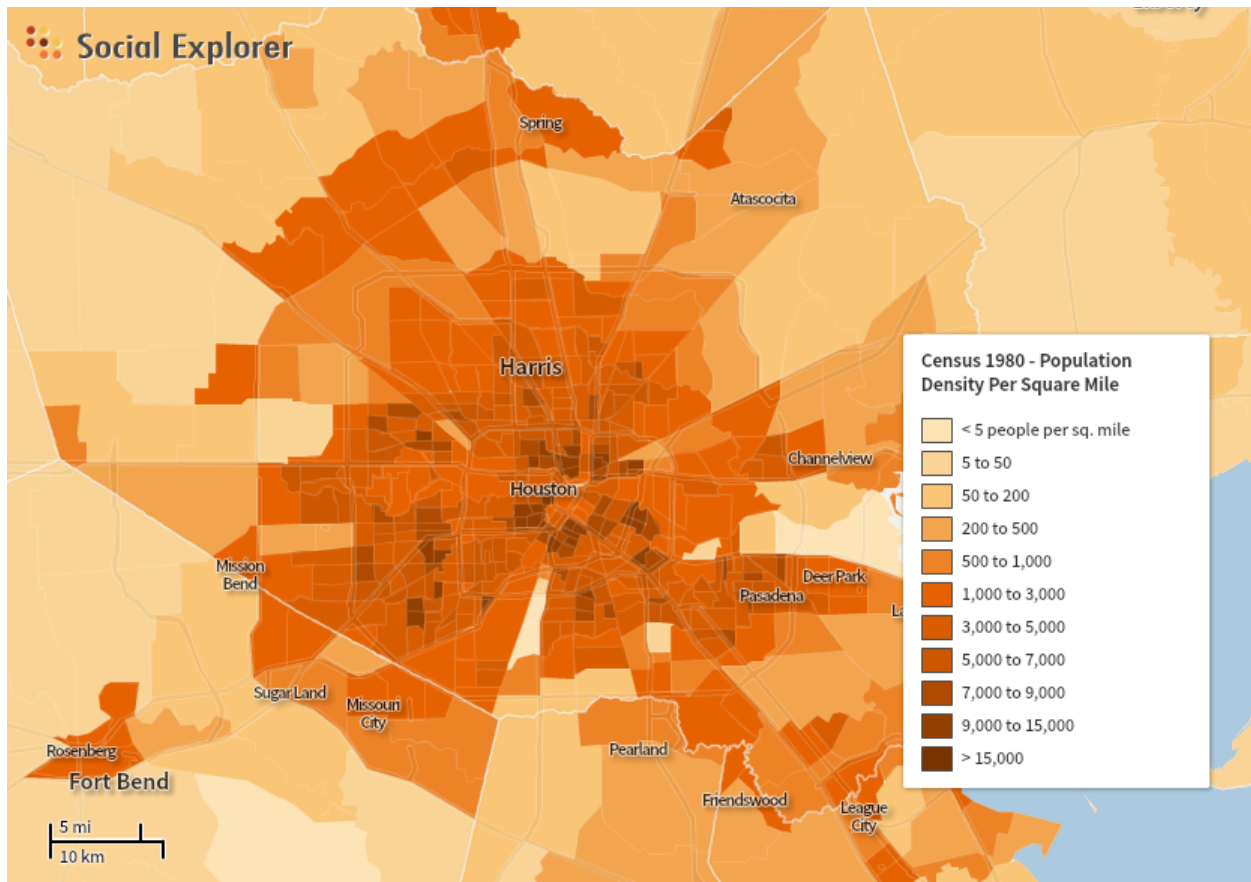 Social Explorer
Spring
Atascocita
Harris
Census 1980 - Population
Density Per Square Mile
< 5 people per sq. mile
5 to 50
50 to 200
200 to 500
500 to 1,000
1,000 to 3,000
3,000 to 5,000
5,000 to 7,000
7,000 to 9,000
9,000 to 15,000
> 15,000
Channelview
Houston
Mission
Bend
Deer Park
Pasadena
La
Sugar Land
Missouri
City
Rosenberg
Pearland
Fort Bend
Friendswood
League
City
5 mi
10 km